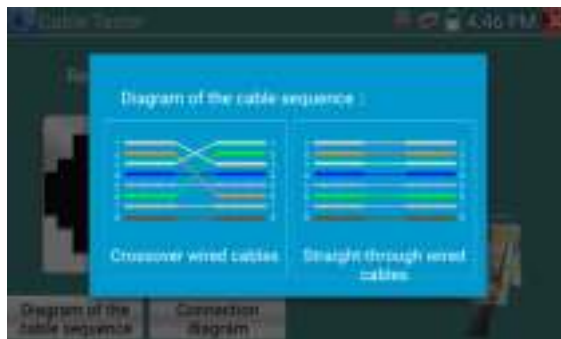 Cable Tester
4:46 PM
Diagram of the cable sequence :
Crossover wired cables
Straight through wired
cables
Diagram of the
cable sequence
Connection
diagram